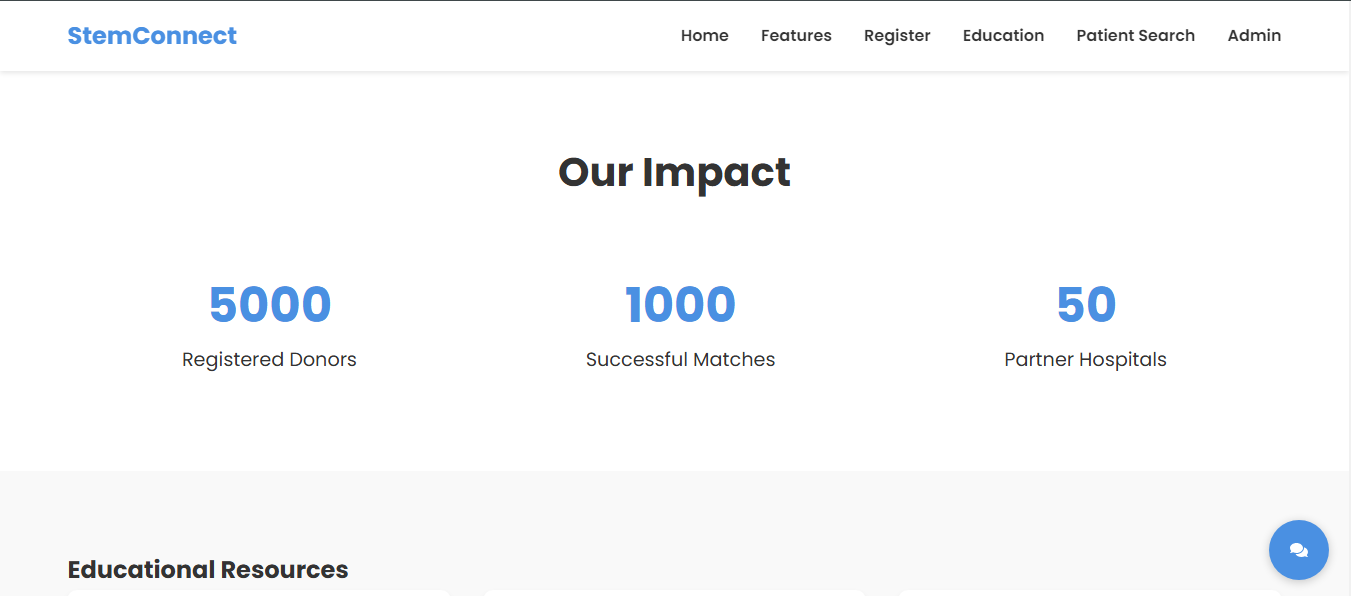 StemConnect Home Features Register Education Patient Search Admin
Our Impact
5000 1000 50
Registered Donors Successful Matches Partner Hospitals
Educational Resources